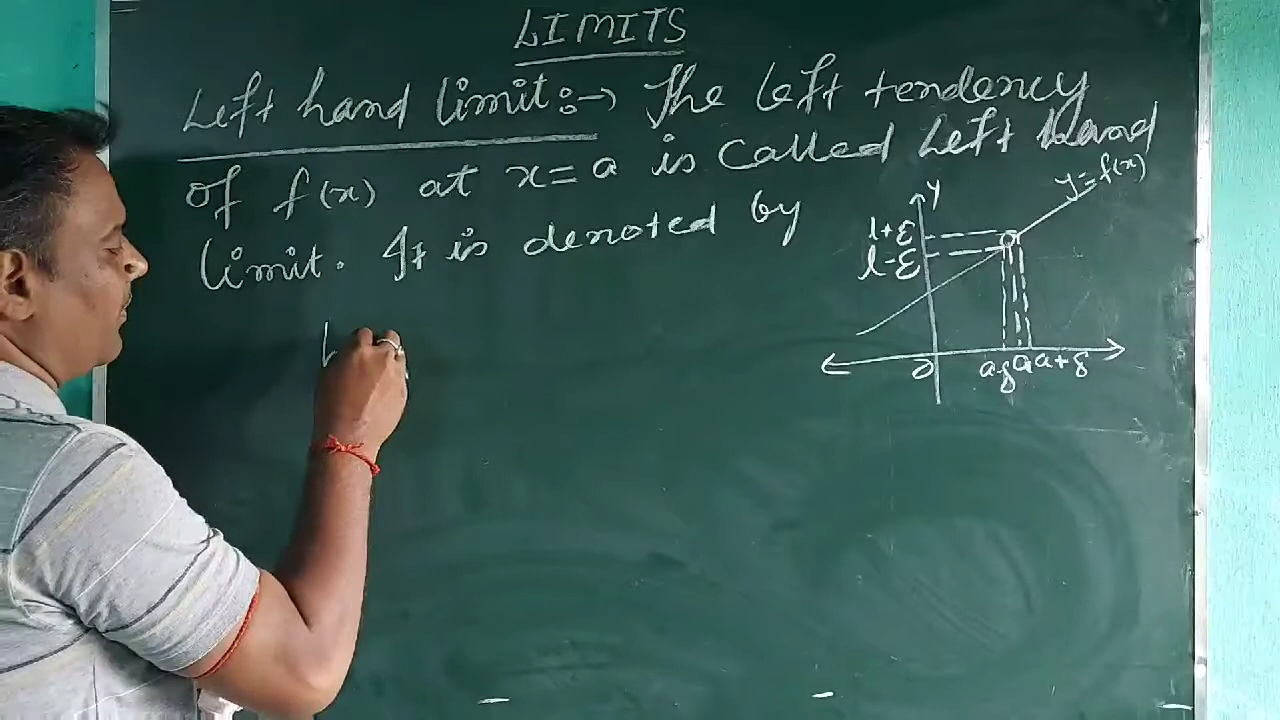 LIMITS
Left hand limit:-→ The Left tendency
of f(x) at x=a is called Left hand
limit. It is denoted by
y
y=f(x)
l+ε
l-ε
0 a-δ a a+δ